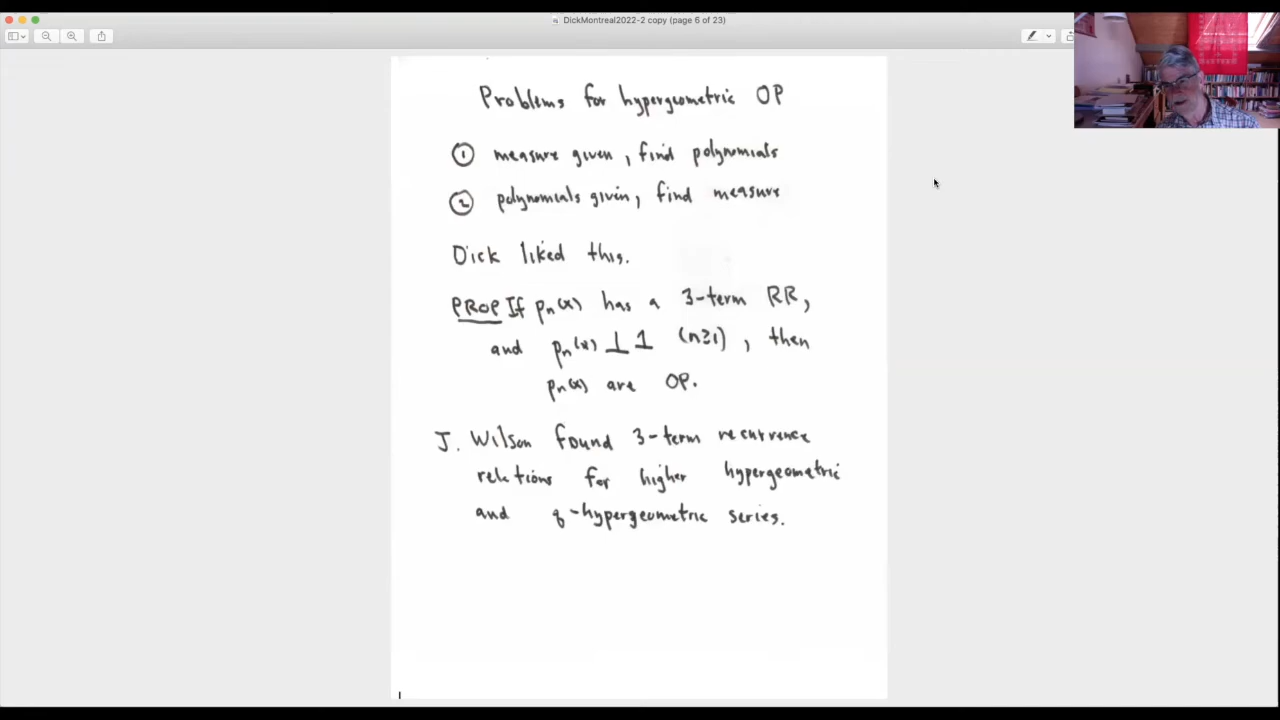 DickMontreal2022-2 copy (page 6 of 23)
Problems for hypergeometric OP
① measure given, find polynomials
② polynomials given, find measure
Dick liked this.
PROP If pn(x) has a 3-term RR,
and pn(x) ⊥ 1 (n≥1), then
pn(x) are OP.
J. Wilson found 3-term recurrence
relations for higher hypergeometric
and q-hypergeometric series.